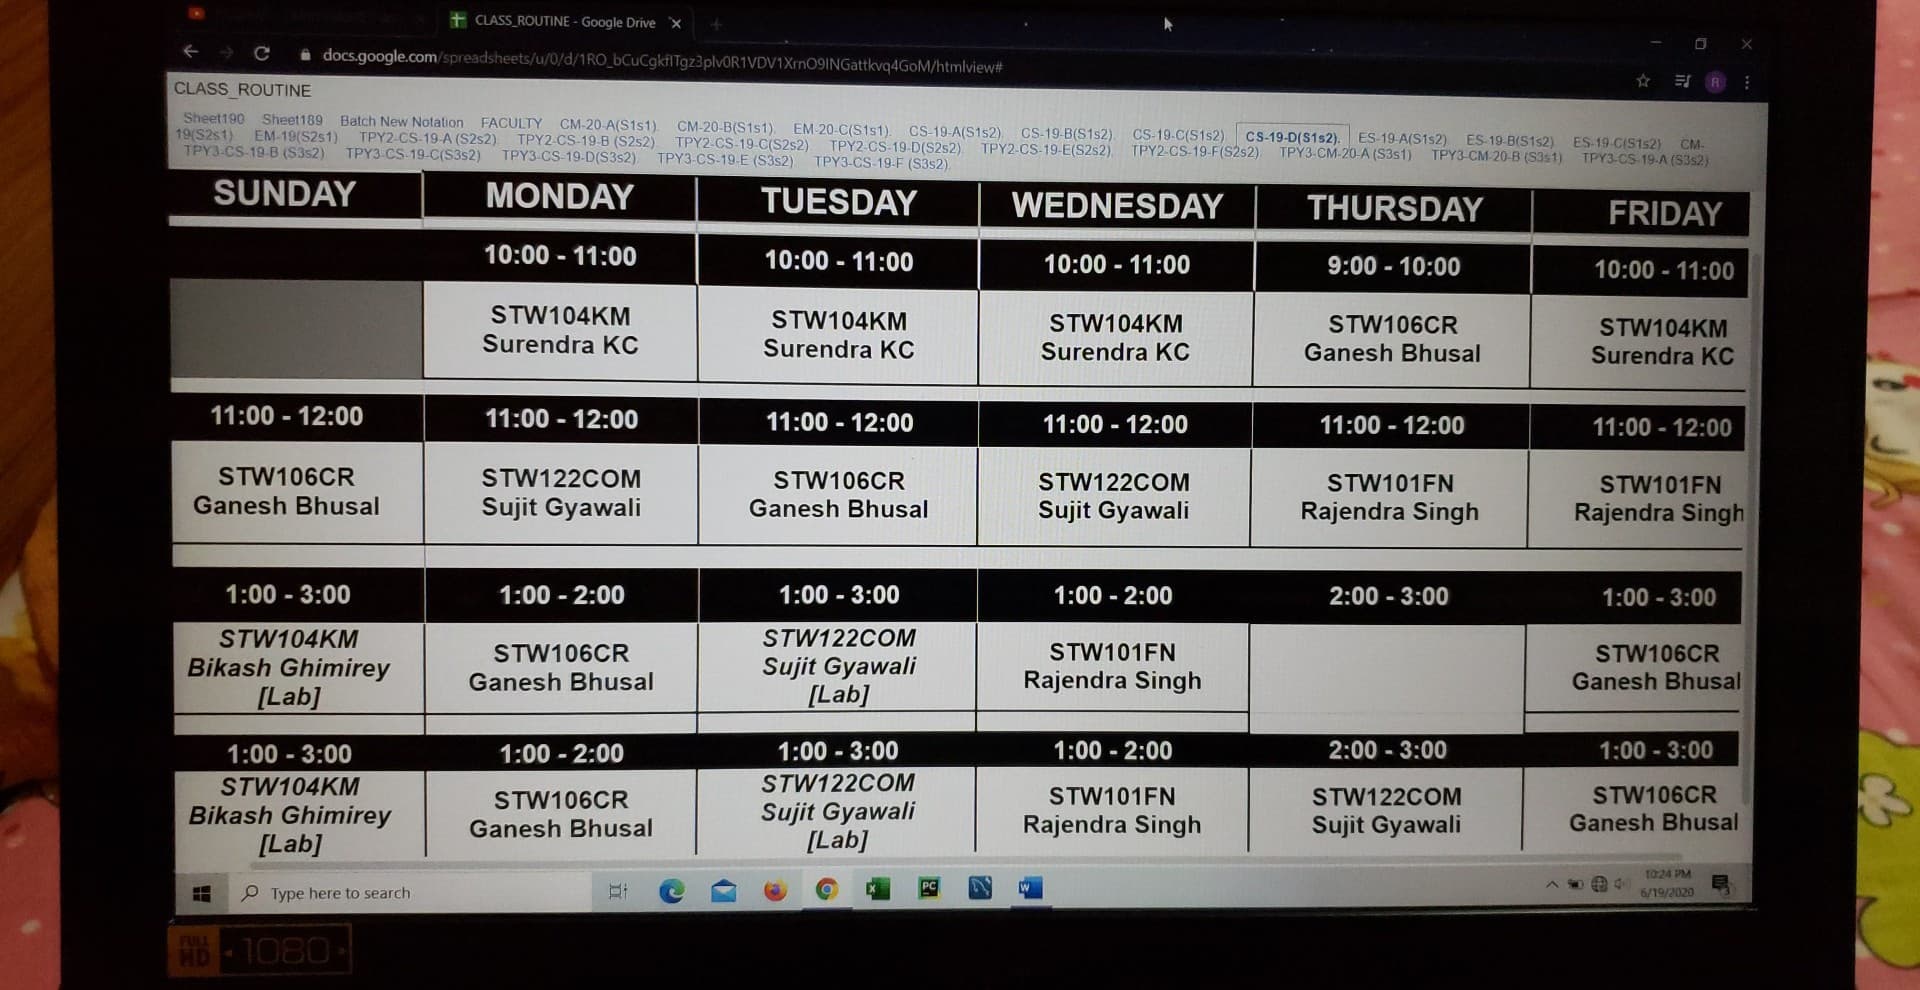 CLASS_ROUTINE - Google Drive
docs.google.com/spreadsheets/u/0/d/
/htmlview#
R
CLASS_ROUTINE
Sheet190 Sheet189 Batch New Notation FACULTY CM-20-A(S1s1). CM-20-B(S1s1). EM-20-C(S1s1). CS-19-A(S1s2). CS-19-B(S1s2). CS-19-C(S1s2). CS-19-D(S1s2). ES-19-A(S1s2). ES-19-B(S1s2). ES-19-C(S1s2) CM-
19(S2s1). EM-19(S2s1) TPY2-CS-19-A (S2s2). TPY2-CS-19-B (S2s2). TPY2-CS-19-C(S2s2) TPY2-CS-19-D(S2s2). TPY2-CS-19-E(S2s2). TPY2-CS-19-F(S2s2). TPY3-CM-20-A (S3s1) TPY3-CM-20-B (S3s1) TPY3-CS-19-A (S3s2)
TPY3-CS-19-B (S3s2) TPY3-CS-19-C(S3s2) TPY3-CS-19-D(S3s2). TPY3-CS-19-E (S3s2) TPY3-CS-19-F (S3s2).
SUNDAY MONDAY TUESDAY WEDNESDAY THURSDAY FRIDAY
10:00 - 11:00 10:00 - 11:00 10:00 - 11:00 9:00 - 10:00 10:00 - 11:00
STW104KM STW104KM STW104KM STW106CR STW104KM
Surendra KC Surendra KC Surendra KC Ganesh Bhusal Surendra KC
11:00 - 12:00 11:00 - 12:00 11:00 - 12:00 11:00 - 12:00 11:00 - 12:00 11:00 - 12:00
STW106CR STW122COM STW106CR STW122COM STW101FN STW101FN
Ganesh Bhusal Sujit Gyawali Ganesh Bhusal Sujit Gyawali Rajendra Singh Rajendra Singh
1:00 - 3:00 1:00 - 2:00 1:00 - 3:00 1:00 - 2:00 2:00 - 3:00 1:00 - 3:00
STW104KM STW106CR STW122COM STW101FN STW106CR
Bikash Ghimirey Ganesh Bhusal Sujit Gyawali Rajendra Singh Ganesh Bhusal
[Lab] [Lab]
1:00 - 3:00 1:00 - 2:00 1:00 - 3:00 1:00 - 2:00 2:00 - 3:00 1:00 - 3:00
STW104KM STW106CR STW122COM STW101FN STW122COM STW106CR
Bikash Ghimirey Ganesh Bhusal Sujit Gyawali Rajendra Singh Sujit Gyawali Ganesh Bhusal
[Lab] [Lab]
Type here to search
PC
W
10:24 PM
6/19/2020
3
FULL HD 1080